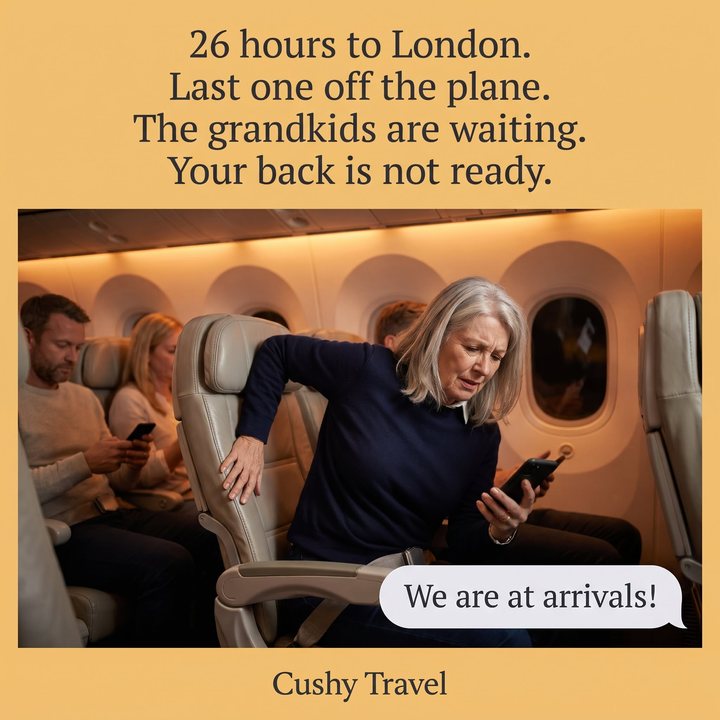 26 hours to London.
Last one off the plane.
The grandkids are waiting.
Your back is not ready.
We are at arrivals!
Cushy Travel